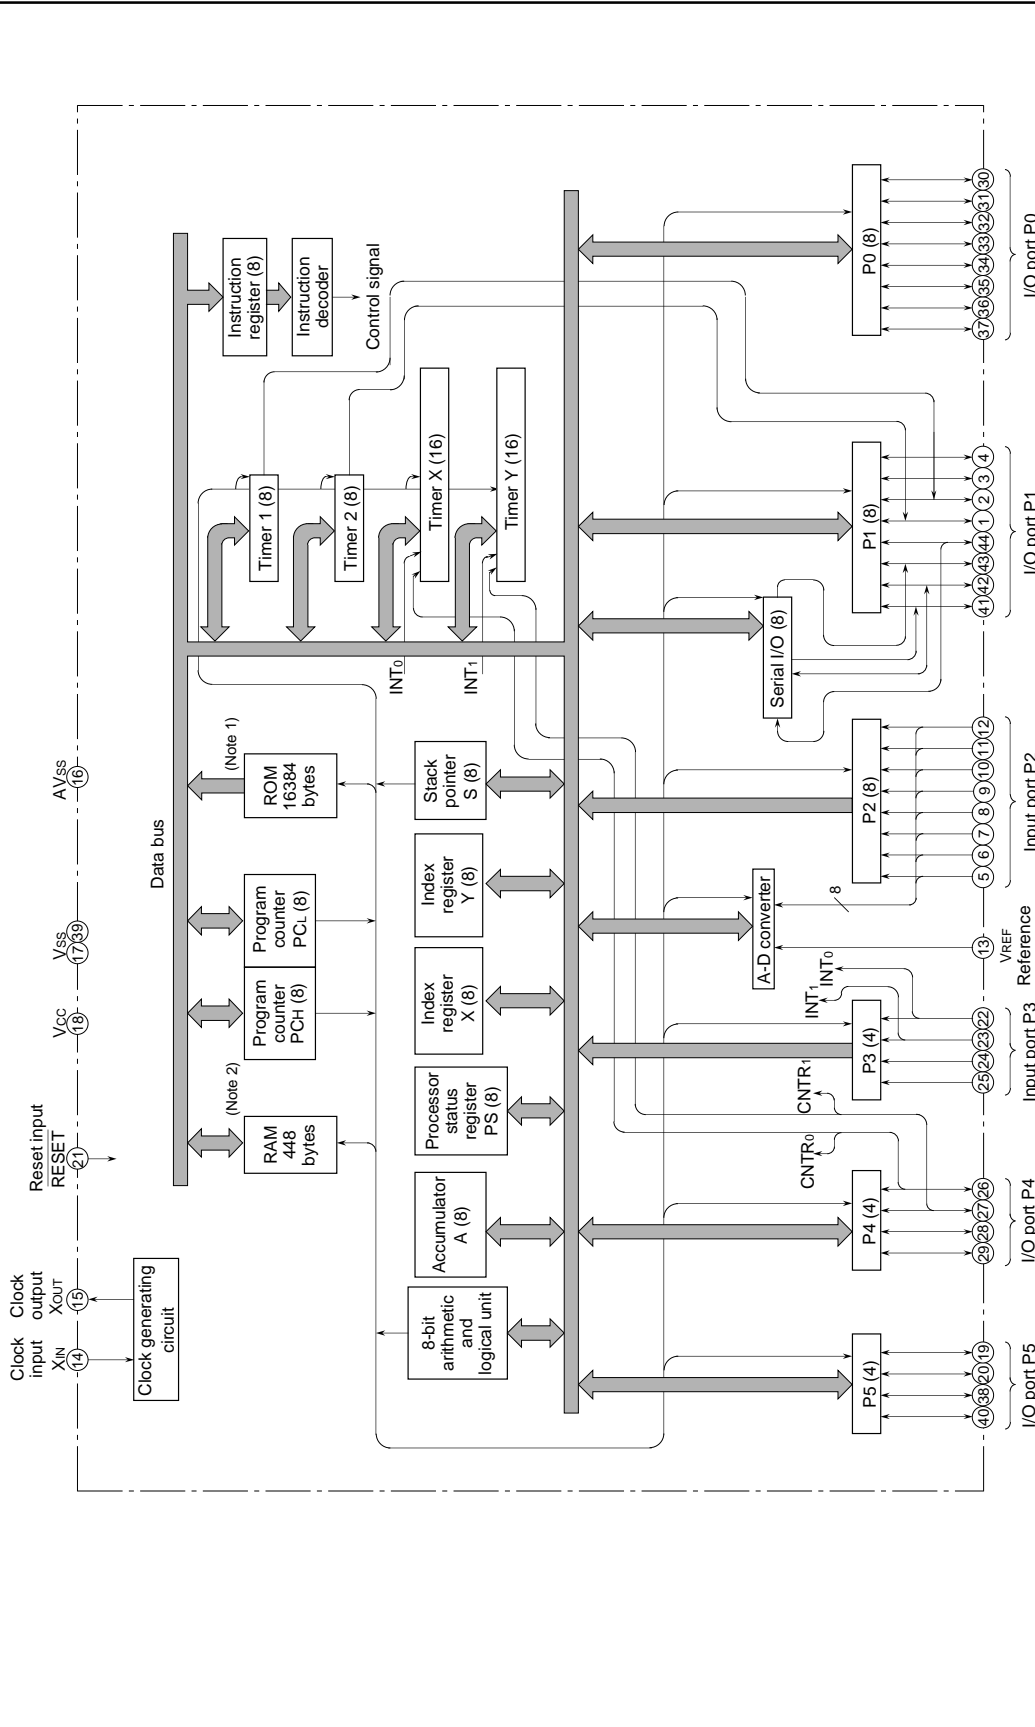 Clock
input
XIN
14
Clock
output
XOUT
15
Reset input
RESET
21
VCC
18
VSS
17
39
AVSS
16
Clock generating
circuit
Data bus
RAM
448
bytes
(Note 2)
Program
counter
PCH (8)
Program
counter
PCL (8)
ROM
16384
bytes
(Note 1)
Instruction
register (8)
Instruction
decoder
Control signal
Timer 1 (8)
Timer 2 (8)
Timer X (16)
Timer Y (16)
INT0
INT1
8-bit
arithmetic
and
logical unit
Accumulator
A (8)
Processor
status
register
PS (8)
Index
register
X (8)
Index
register
Y (8)
Stack
pointer
S (8)
A-D converter
8
Serial I/O (8)
CNTR0
CNTR1
INT1
INT0
P5 (4)
P4 (4)
P3 (4)
P2 (8)
P1 (8)
P0 (8)
40 38 20 19
29 28 27 26
25 24 23 22
13
5 6 7 8 9 10 11 12
41 42 43 44 1 2 3 4
37 36 35 34 33 32 31 30
I/O port P5
I/O port P4
Input port P3
VREF
Reference
Input port P2
I/O port P1
I/O port P0